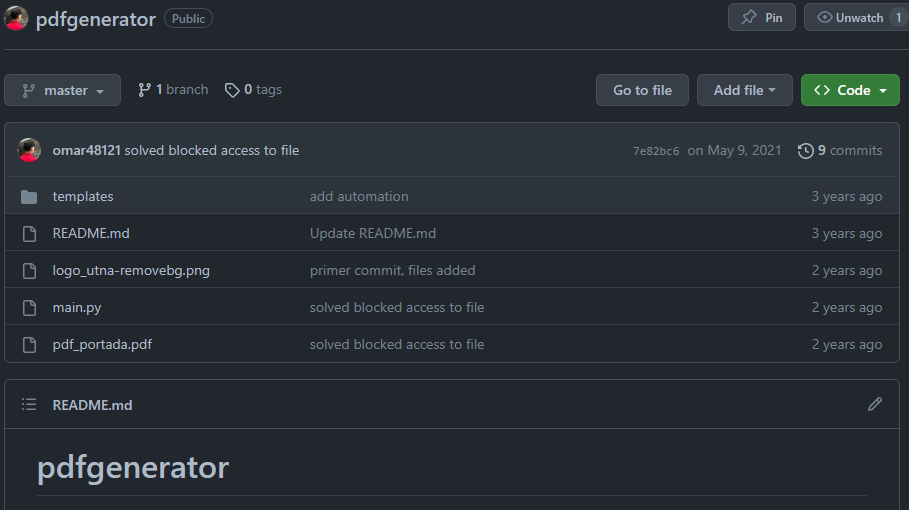 pdfgenerator Public Pin Unwatch 1
master 1 branch 0 tags Go to file Add file Code
omar48121 solved blocked access to file 7e82bc6 on May 9, 2021 9 commits
templates add automation 3 years ago
README.md Update README.md 3 years ago
logo_utna-removebg.png primer commit, files added 2 years ago
main.py solved blocked access to file 2 years ago
pdf_portada.pdf solved blocked access to file 2 years ago
README.md
pdfgenerator